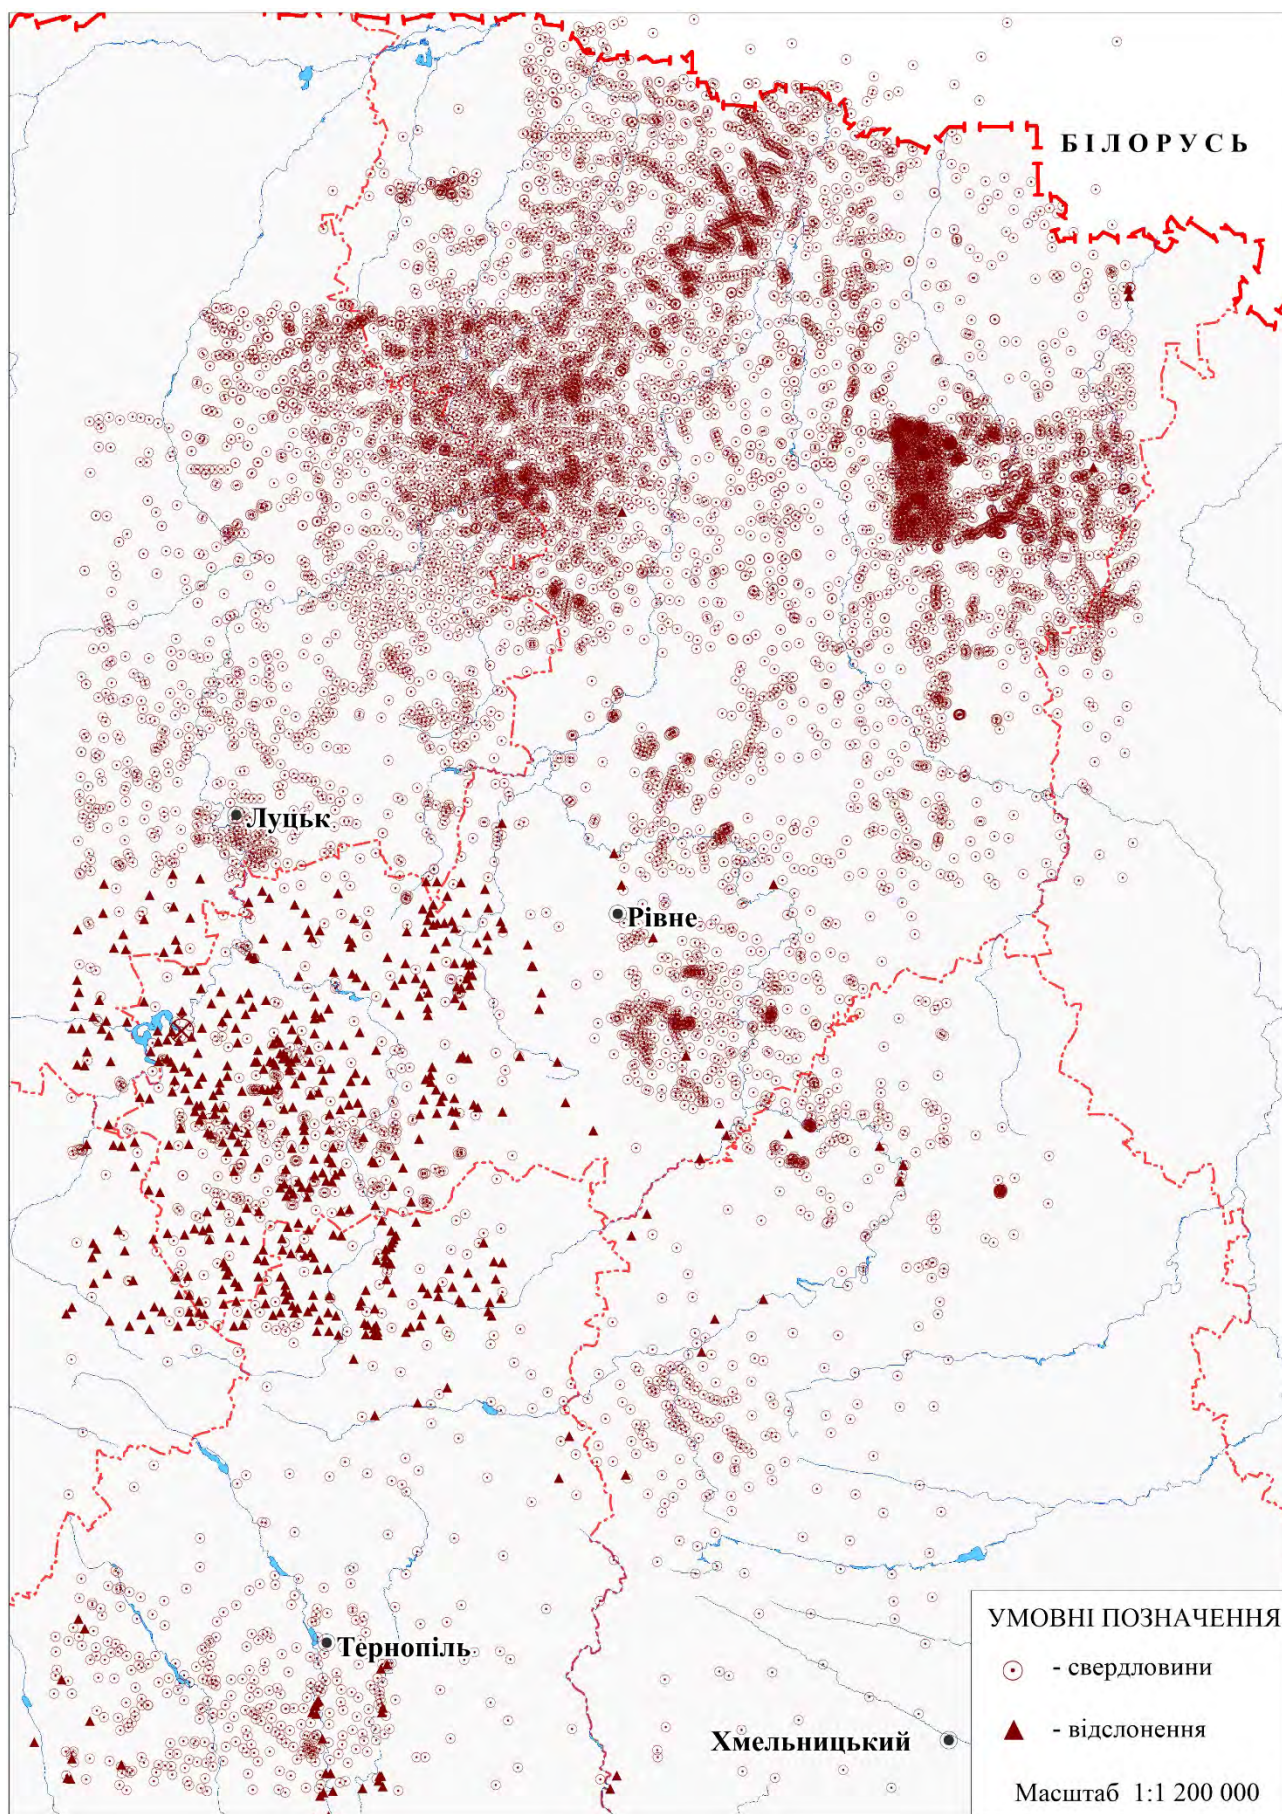 БІЛОРУСЬ
Луцьк
Рівне
Тернопіль
Хмельницький
УМОВНІ ПОЗНАЧЕННЯ
- свердловини
- відслонення
Масштаб 1:1 200 000